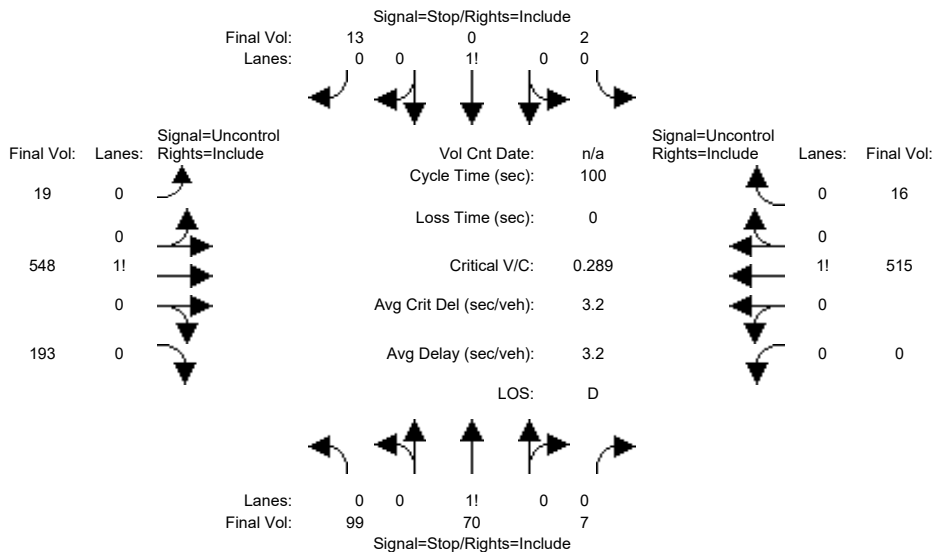 Signal=Stop/Rights=Include
Final Vol: 13 0 2
Lanes: 0 0 1! 0 0
Signal=Uncontrol Signal=Uncontrol
Final Vol: Lanes: Rights=Include Vol Cnt Date: n/a Rights=Include Lanes: Final Vol:
Cycle Time (sec): 100
19 0 0 16
Loss Time (sec): 0
0 0
548 1! Critical V/C: 0.289 1! 515
0 Avg Crit Del (sec/veh): 3.2 0
193 0 Avg Delay (sec/veh): 3.2 0 0
LOS: D
Lanes: 0 0 1! 0 0
Final Vol: 99 70 7
Signal=Stop/Rights=Include